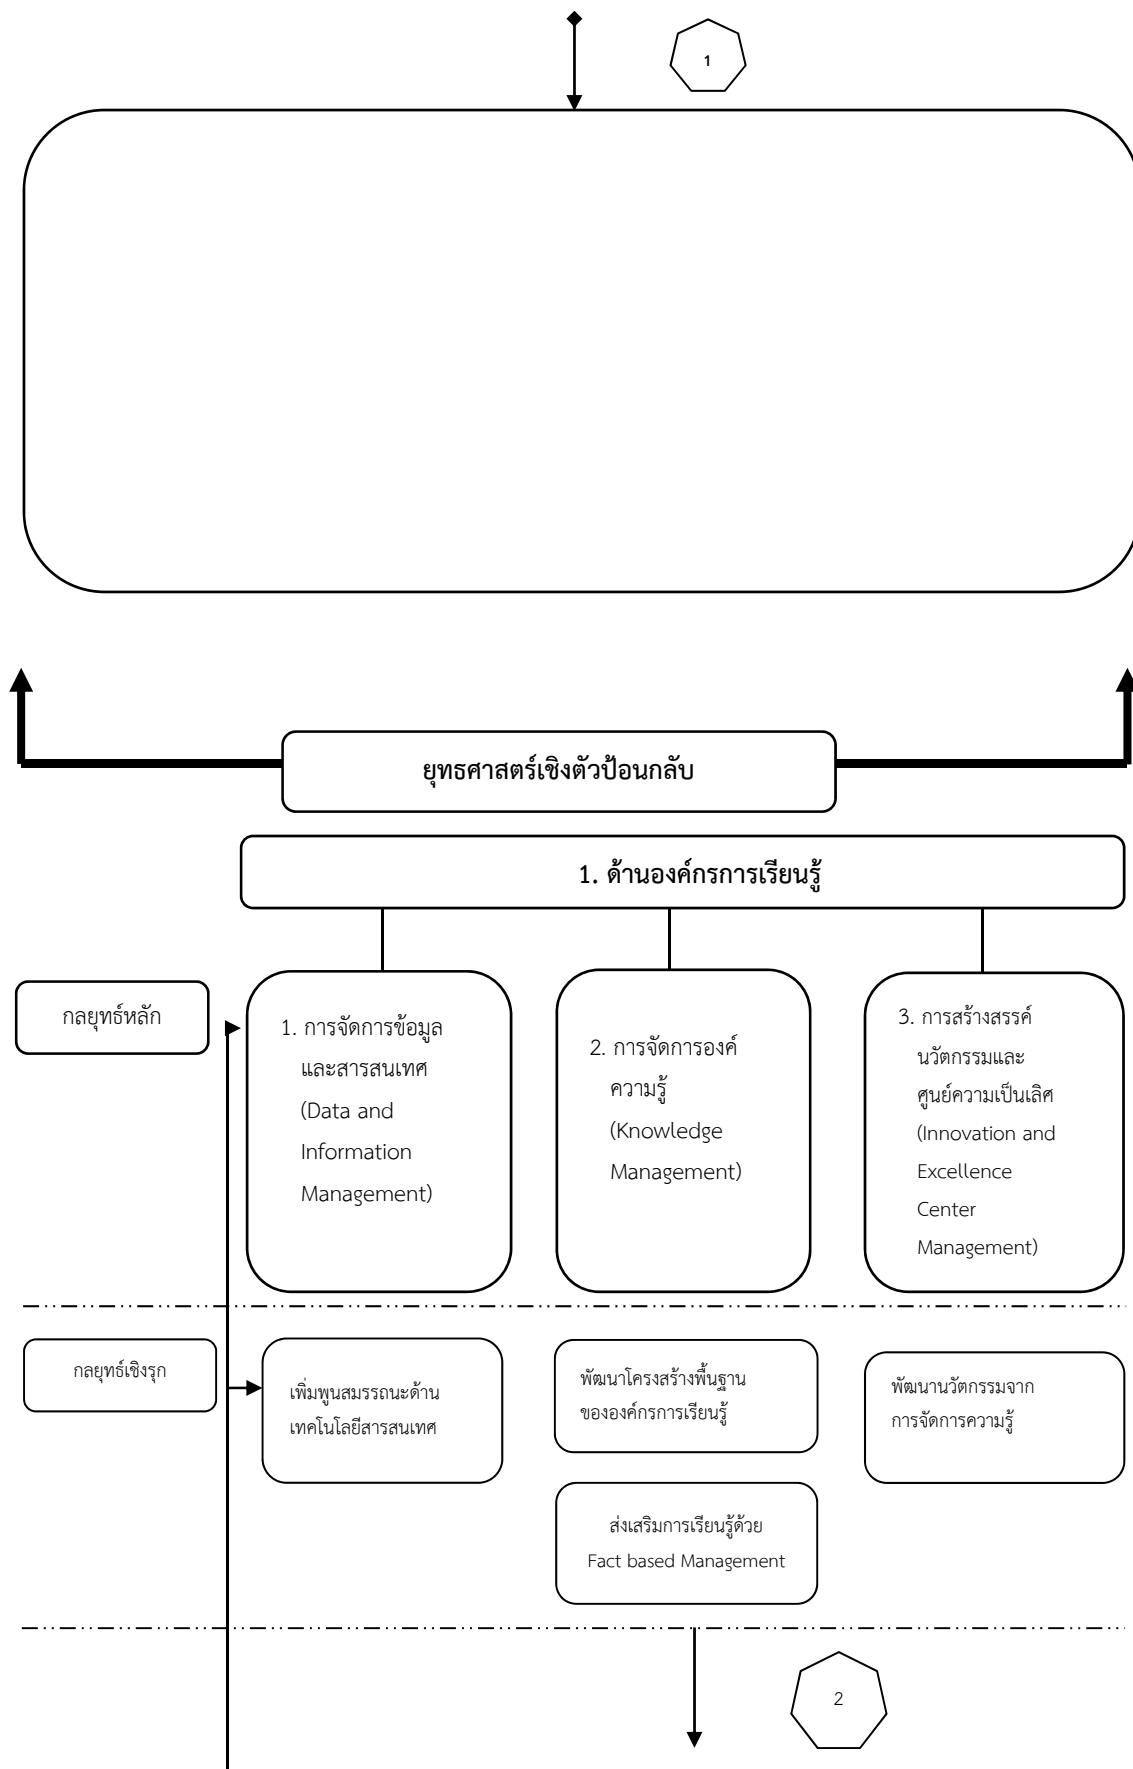 1
ยุทธศาสตร์เชิงตัวป้อนกลับ
1. ด้านองค์กรการเรียนรู้
กลยุทธ์หลัก
1. การจัดการข้อมูล
และสารสนเทศ
(Data and
Information
Management)
2. การจัดการองค์
ความรู้
(Knowledge
Management)
3. การสร้างสรรค์
นวัตกรรมและ
ศูนย์ความเป็นเลิศ
(Innovation and
Excellence
Center
Management)
กลยุทธ์เชิงรุก
เพิ่มพูนสมรรถนะด้าน
เทคโนโลยีสารสนเทศ
พัฒนาโครงสร้างพื้นฐาน
ขององค์กรการเรียนรู้
ส่งเสริมการเรียนรู้ด้วย
Fact based Management
พัฒนานวัตกรรมจาก
การจัดการความรู้
2